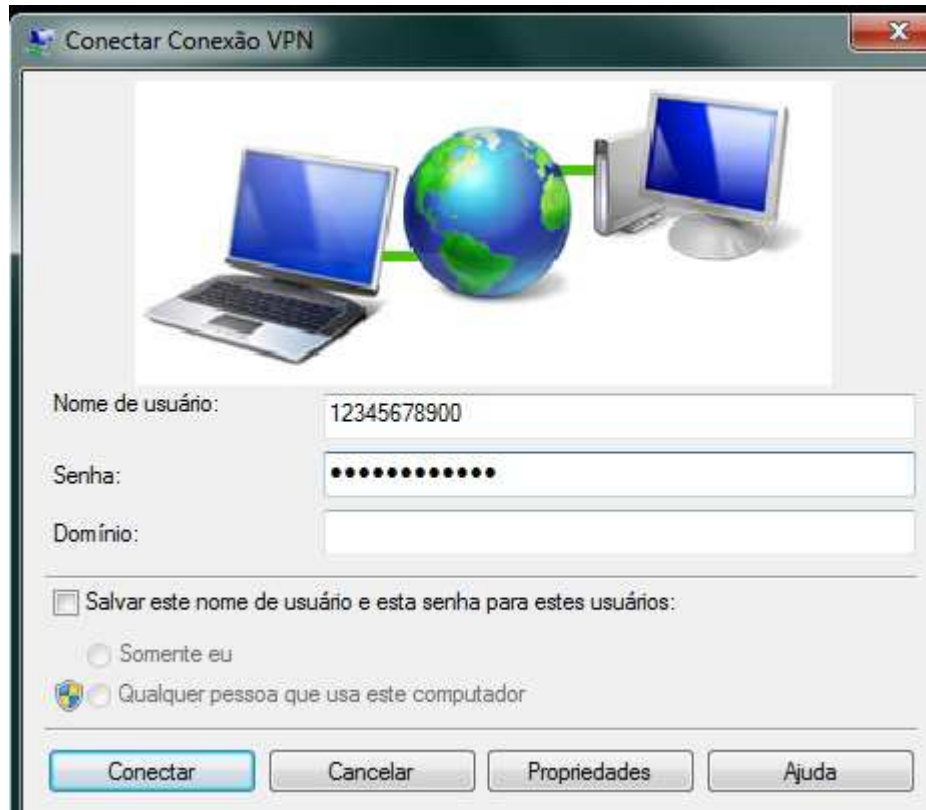 Conectar Conexão VPN
Nome de usuário:
12345678900
Senha:
••••••••••••
Domínio:
Salvar este nome de usuário e esta senha para estes usuários:
Somente eu
Qualquer pessoa que usa este computador
Conectar
Cancelar
Propriedades
Ajuda